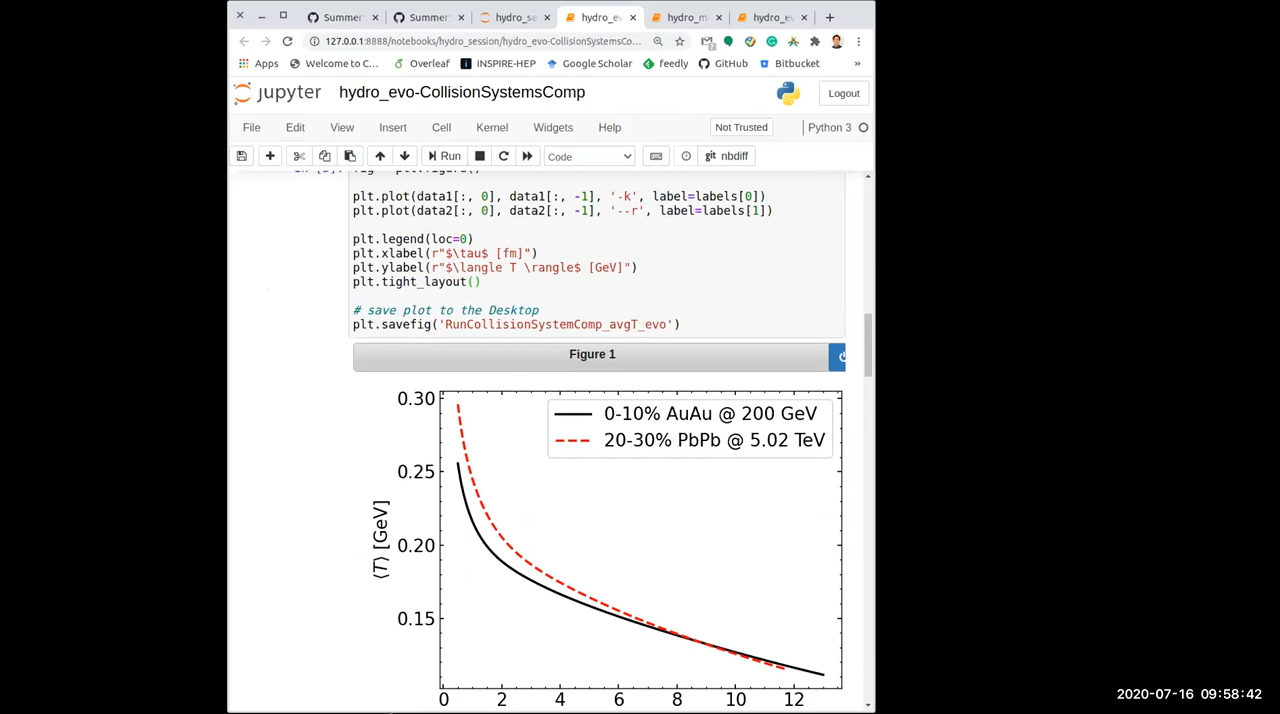 Summer
Summer
hydro_se
hydro_ev
hydro_m
hydro_ev
127.0.0.1:8888/notebooks/hydro_session/hydro_evo-CollisionSystemsCo...
Apps
Welcome to C...
Overleaf
INSPIRE-HEP
Google Scholar
feedly
GitHub
Bitbucket
»
jupyter
hydro_evo-CollisionSystemsComp
Logout
File
Edit
View
Insert
Cell
Kernel
Widgets
Help
Not Trusted
Python 3
Run
Code
git nbdiff
plt.plot(data1[:, 0], data1[:, -1], '-k', label=labels[0])
plt.plot(data2[:, 0], data2[:, -1], '--r', label=labels[1])
plt.legend(loc=0)
plt.xlabel(r"$\tau$ [fm]")
plt.ylabel(r"$\langle T \rangle$ [GeV]")
plt.tight_layout()
# save plot to the Desktop
plt.savefig('RunCollisionSystemComp_avgT_evo')
Figure 1
0.30
0.25
0.20
0.15
⟨T⟩ [GeV]
0-10% AuAu @ 200 GeV
20-30% PbPb @ 5.02 TeV
0 2 4 6 8 10 12
2020-07-16 09:58:42